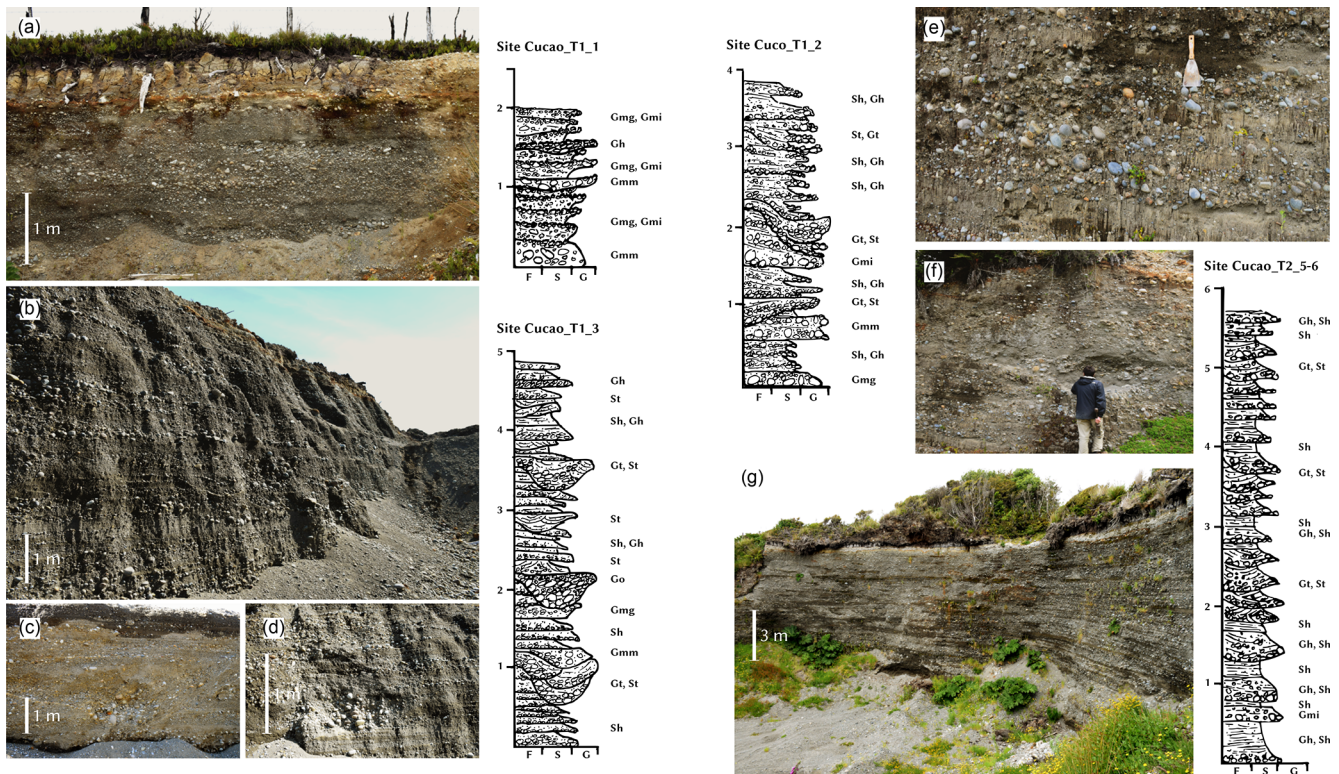 (a)
1 m
Site Cucao_T1_1
2
1
Gmg, Gmi
Gh
Gmg, Gmi
Gmm
Gmg, Gmi
Gmm
F S G
Site Cuco_T1_2
4
3
2
1
Sh, Gh
St, Gt
Sh, Gh
Sh, Gh
Gt, St
Gmi
Sh, Gh
Gt, St
Gmm
Sh, Gh
Gmg
F S G
(b)
1 m
Site Cucao_T1_3
5
4
3
2
1
Gh
St
Sh, Gh
Gt, St
St
Sh, Gh
St
Go
Gmg
Sh
Gmm
Gt, St
Sh
F S G
(c)
1 m
(d)
1 m
(e)
(f)
Site Cucao_T2_5-6
6
5
4
3
2
1
Gh, Sh
Sh
Gt, St
Sh
Gt, St
Sh
Gh, Sh
Gt, St
Sh
Gh, Sh
Sh
Gh, Sh
Sh
Gmi
Gh, Sh
F S G
(g)
3 m